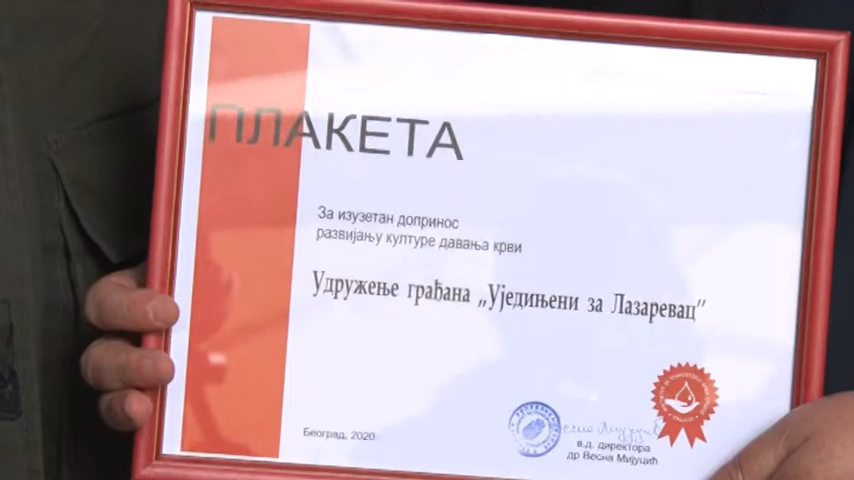 ПЛАКЕТА
За изузетан допринос
развијању културе давања крви
Удружење грађана „Уједињени за Лазаревац”
Београд, 2020
в.д. директора
др Весна Мијуцић